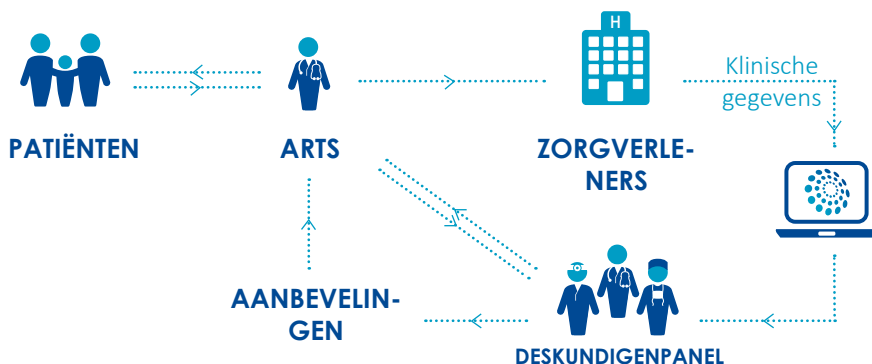 H
Klinische
gegevens
PATIËNTEN
ARTS
ZORGVERLE-
NERS
AANBEVELIN-
GEN
DESKUNDIGENPANEL